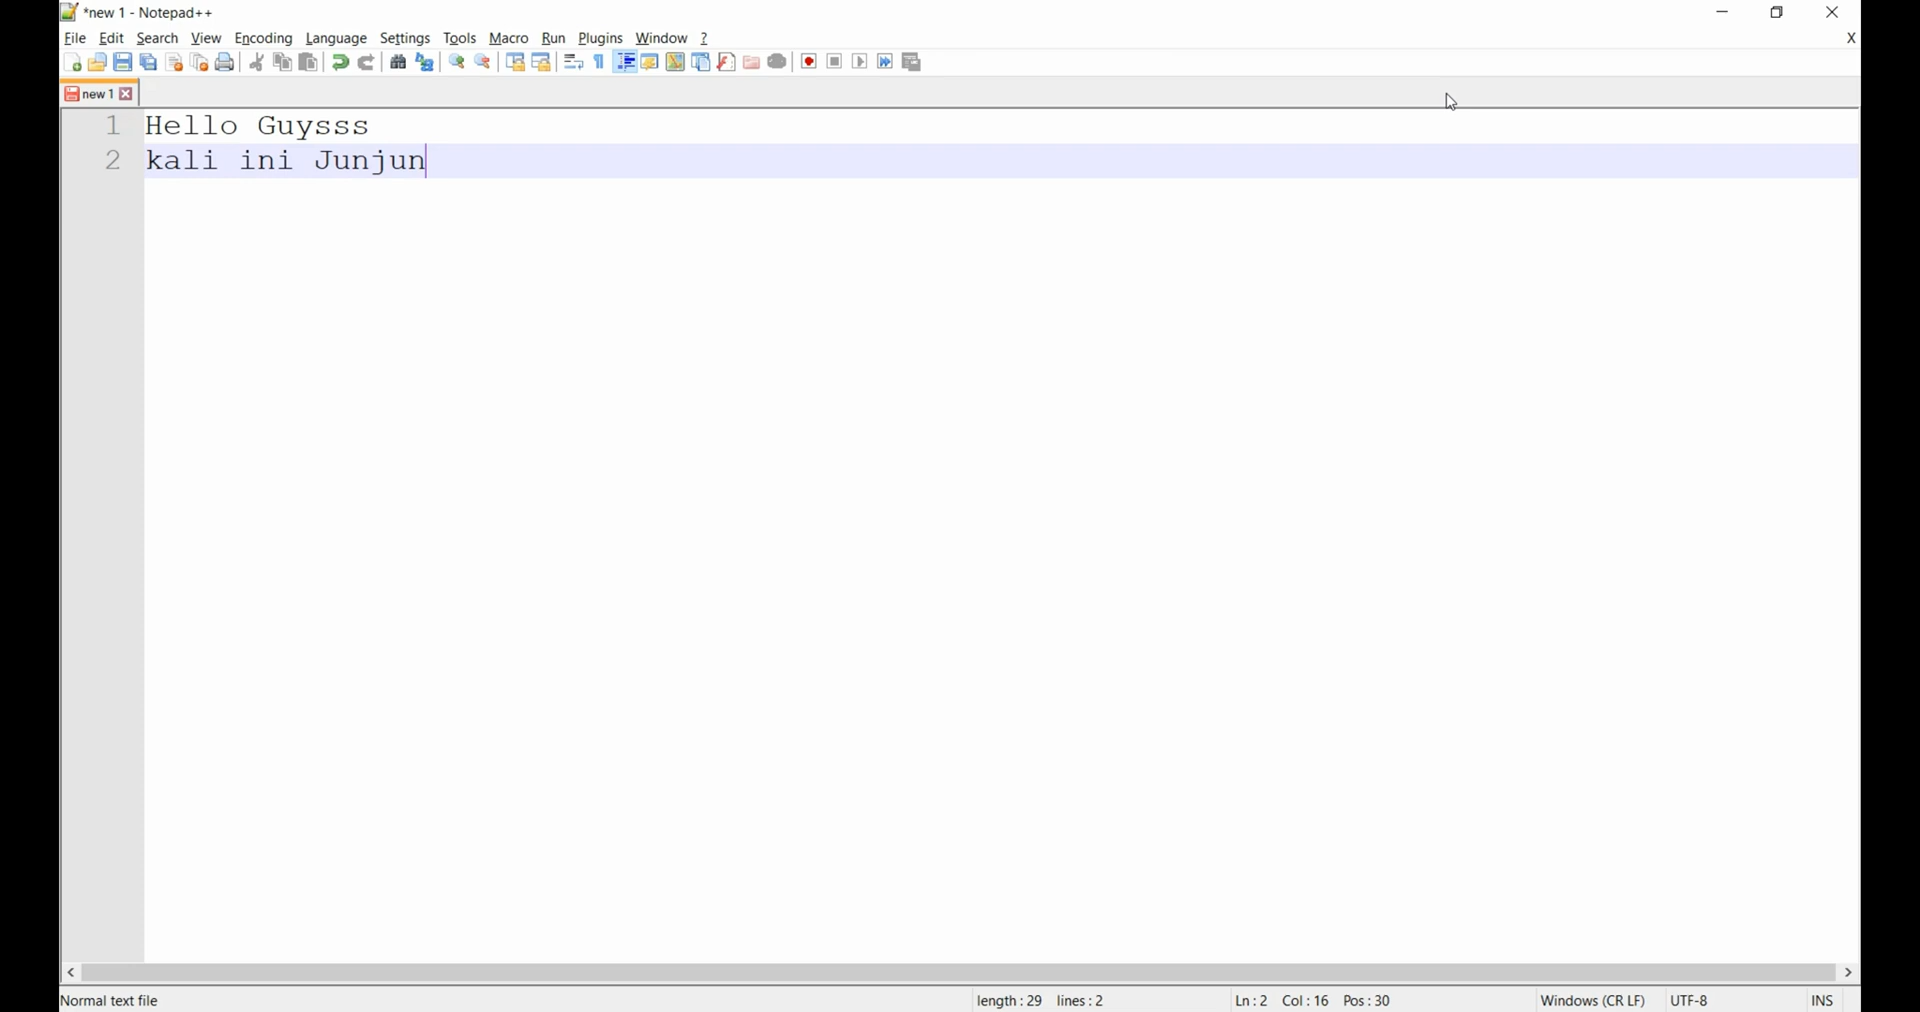 *new 1 - Notepad++
File Edit Search View Encoding Language Settings Tools Macro Run Plugins Window ?
X
new 1
1 Hello Guysss
2 kali ini Junjun
Normal text file length : 29 lines : 2 Ln : 2 Col : 16 Pos : 30 Windows (CR LF) UTF-8 INS